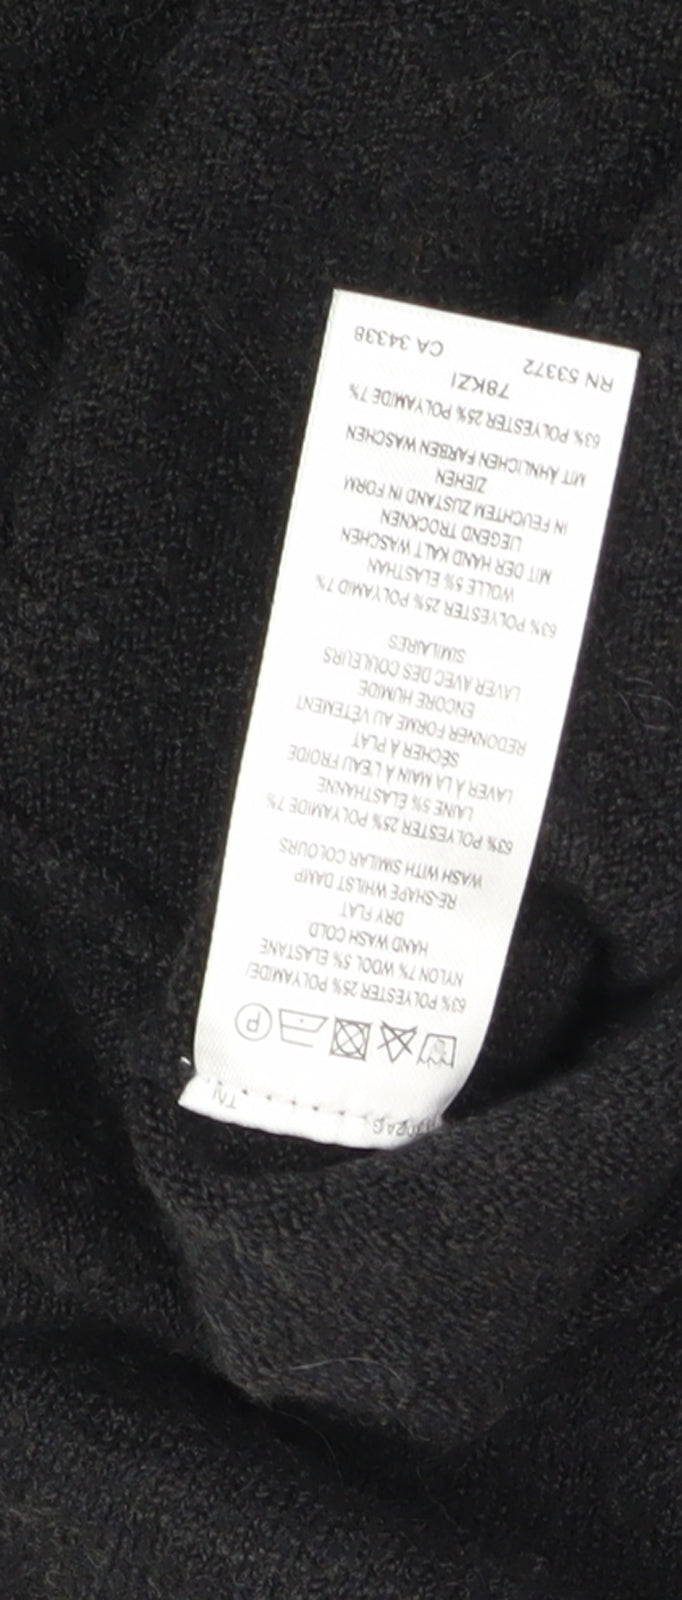 63% POLYESTER 25% POLYAMIDE/
NYLON 7% WOOL 5% ELASTANE
HAND WASH COLD
DRY FLAT
RE-SHAPE WHILST DAMP
WASH WITH SIMILAR COLOURS
63% POLYESTER 25% POLYAMIDE 7%
LAINE 5% ELASTHANNE
LAVER À LA MAIN À L'EAU FROIDE
SÉCHER À PLAT
REDONNER FORME AU VÊTEMENT
ENCORE HUMIDE
LAVER AVEC DES COULEURS
SIMILAIRES
63% POLYESTER 25% POLYAMID 7%
WOLLE 5% ELASTHAN
MIT DER HAND KALT WASCHEN
LIEGEND TROCKNEN
IN FEUCHTEM ZUSTAND IN FORM
ZIEHEN
MIT ÄHNLICHEN FARBEN WASCHEN
63% POLYESTER 25% POLYAMIDE 7%
78KZI
RN 53372 CA 34338